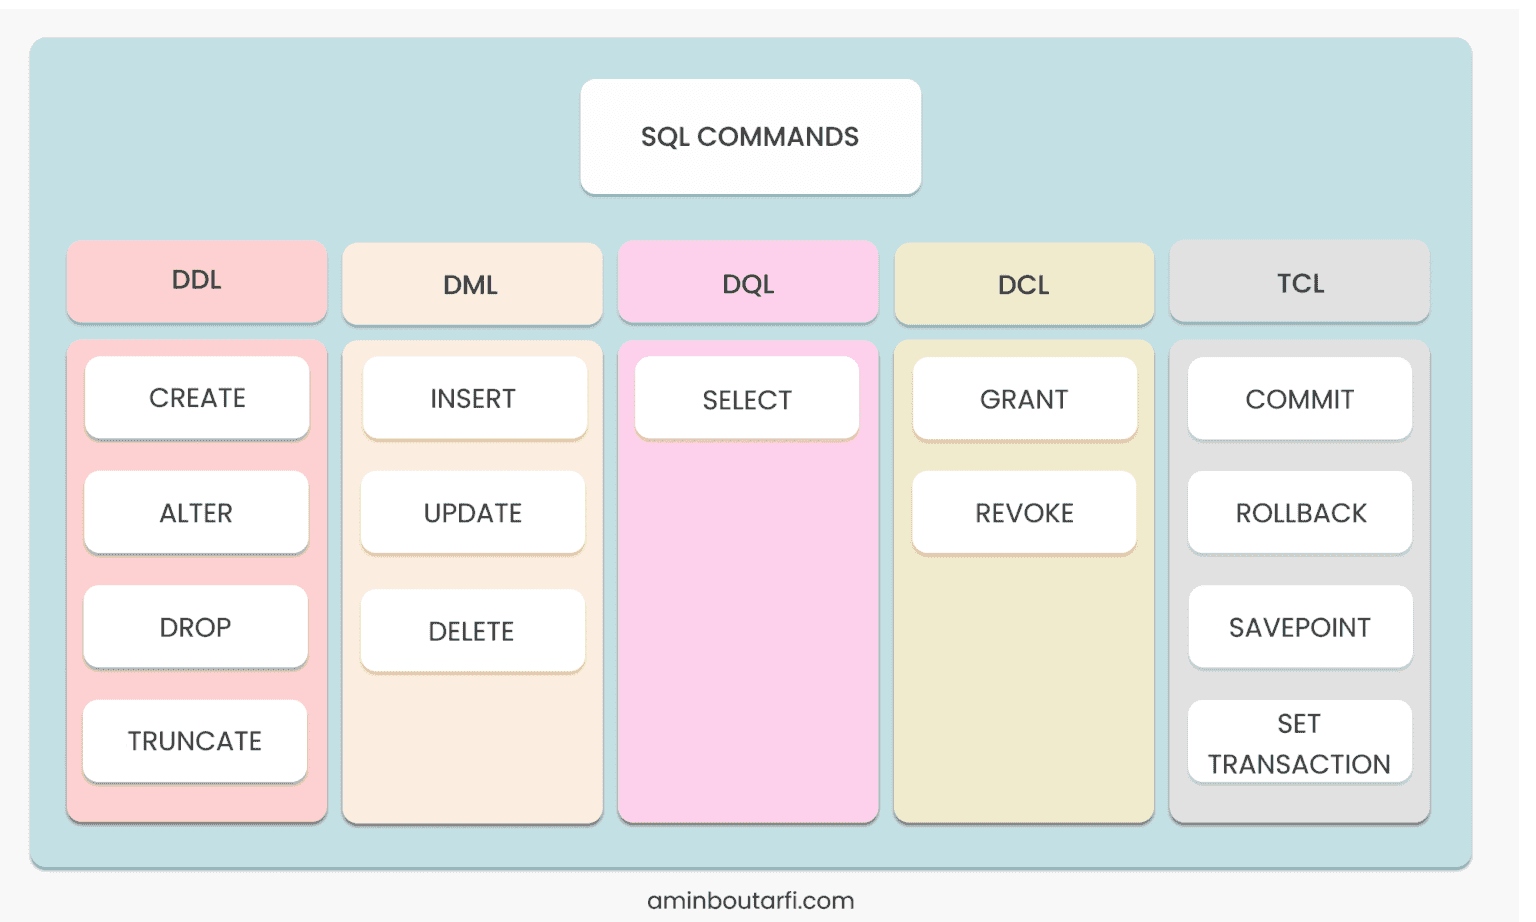 SQL COMMANDS
DDL
CREATE
ALTER
DROP
TRUNCATE
DML
INSERT
UPDATE
DELETE
DQL
SELECT
DCL
GRANT
REVOKE
TCL
COMMIT
ROLLBACK
SAVEPOINT
SET
TRANSACTION
aminboutarfi.com